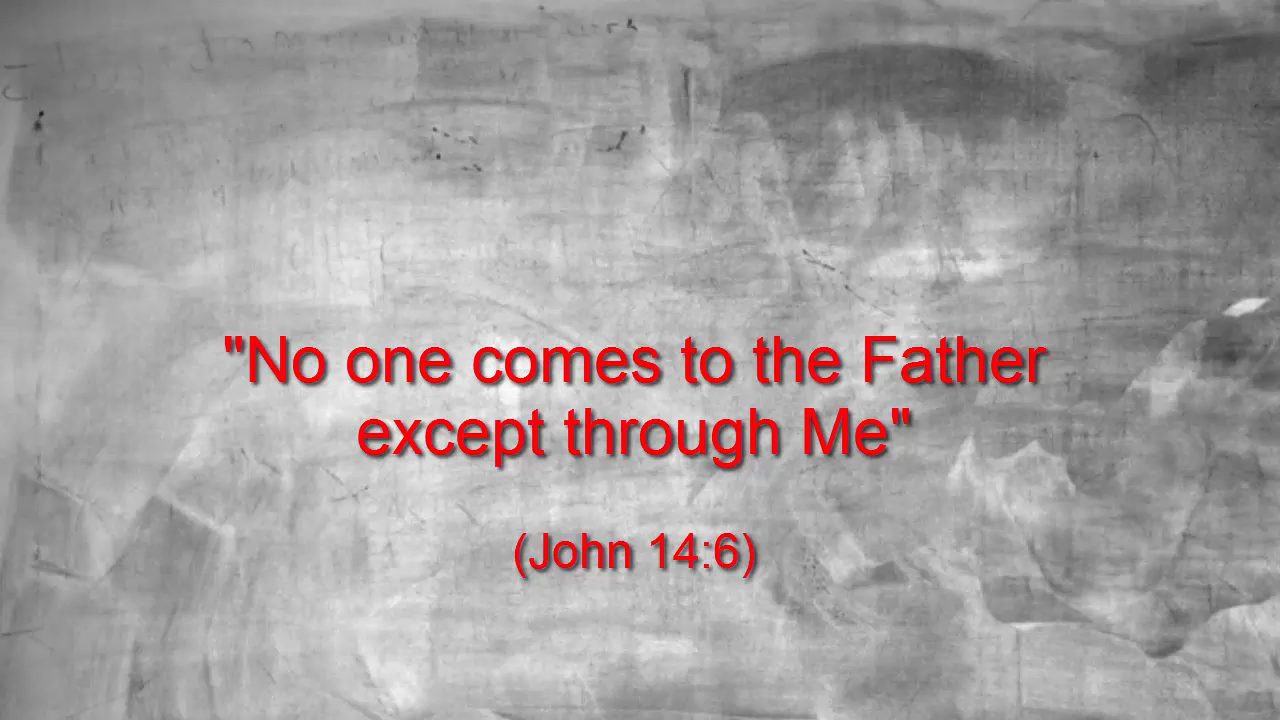 "No one comes to the Father
except through Me"
(John 14:6)